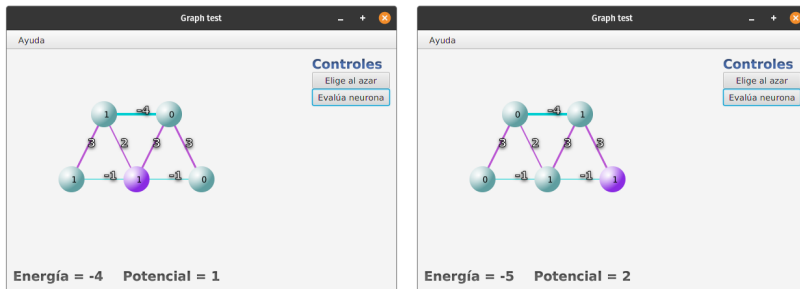 Graph test
Ayuda
Controles
Elige al azar
Evalúa neurona
1 -4 0
3 2 3 3
1 -1 1 -1 0
Energía = -4 Potencial = 1
Graph test
Ayuda
Controles
Elige al azar
Evalúa neurona
0 -4 1
3 2 3 3
0 -1 1 -1 1
Energía = -5 Potencial = 2